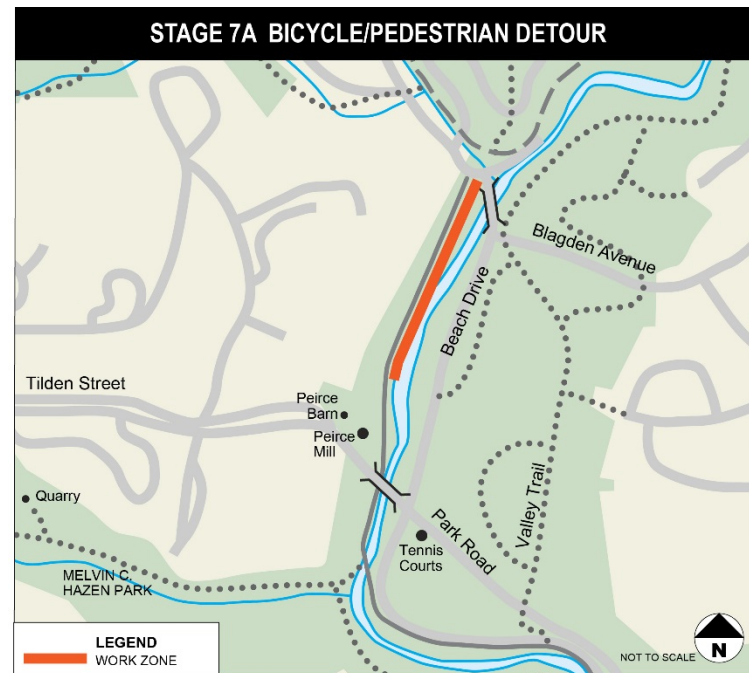 STAGE 7A BICYCLE/PEDESTRIAN DETOUR
Blagden Avenue
Beach Drive
Tilden Street
Peirce
Barn
Peirce
Mill
Quarry
Park Road
Valley Trail
Tennis
Courts
MELVIN C.
HAZEN PARK
LEGEND
WORK ZONE
NOT TO SCALE
N